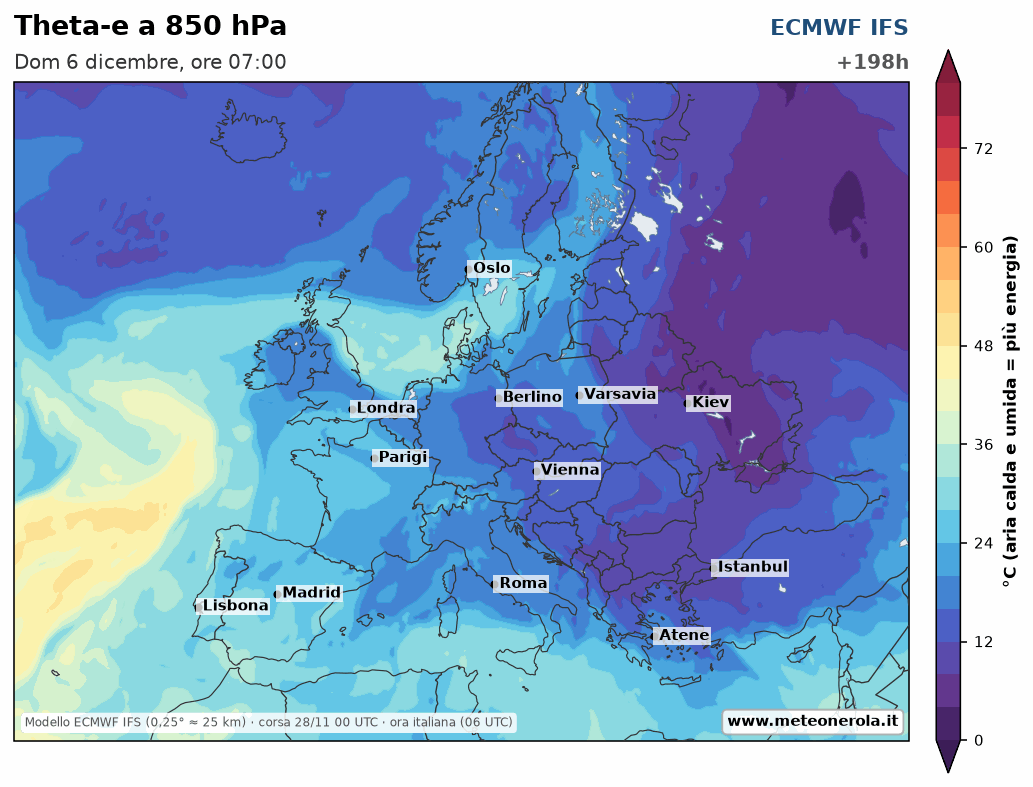 Theta-e a 850 hPa
ECMWF IFS
Dom 6 dicembre, ore 07:00
+198h
72
60
48
36
24
12
0
°C (aria calda e umida = più energia)
Oslo
Londra
Berlino
Varsavia
Kiev
Parigi
Vienna
Istanbul
Roma
Madrid
Lisbona
Atene
Modello ECMWF IFS (0,25° ≈ 25 km) · corsa 28/11 00 UTC · ora italiana (06 UTC)
www.meteonerola.it